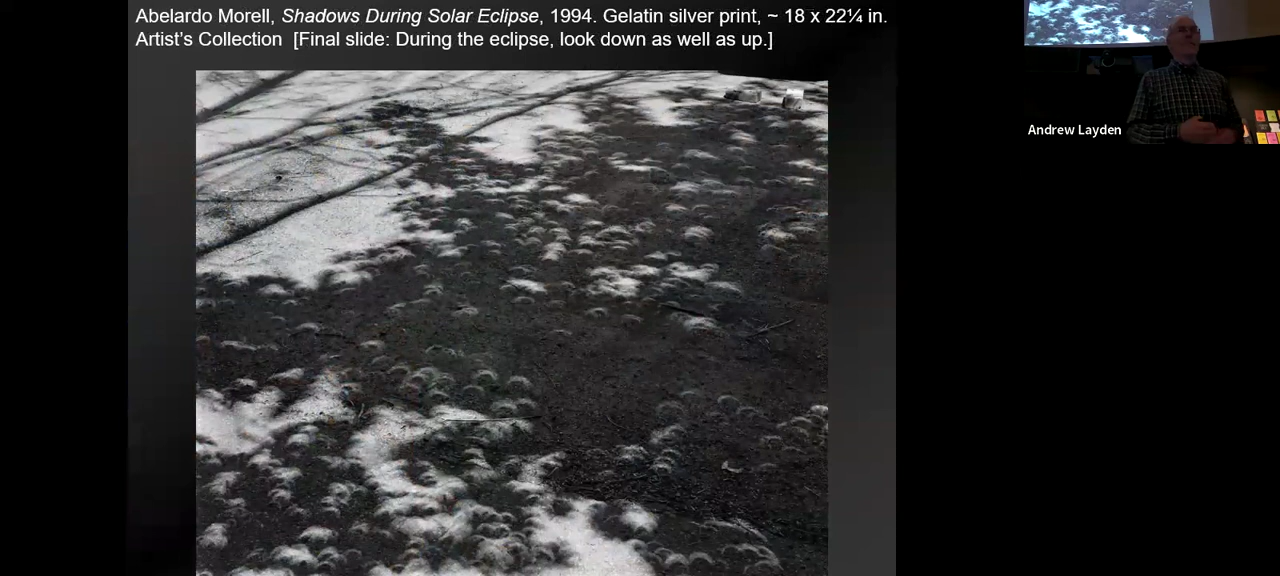 Abelardo Morell, Shadows During Solar Eclipse, 1994. Gelatin silver print, ~ 18 x 22¼ in.
Artist's Collection [Final slide: During the eclipse, look down as well as up.]
Andrew Layden